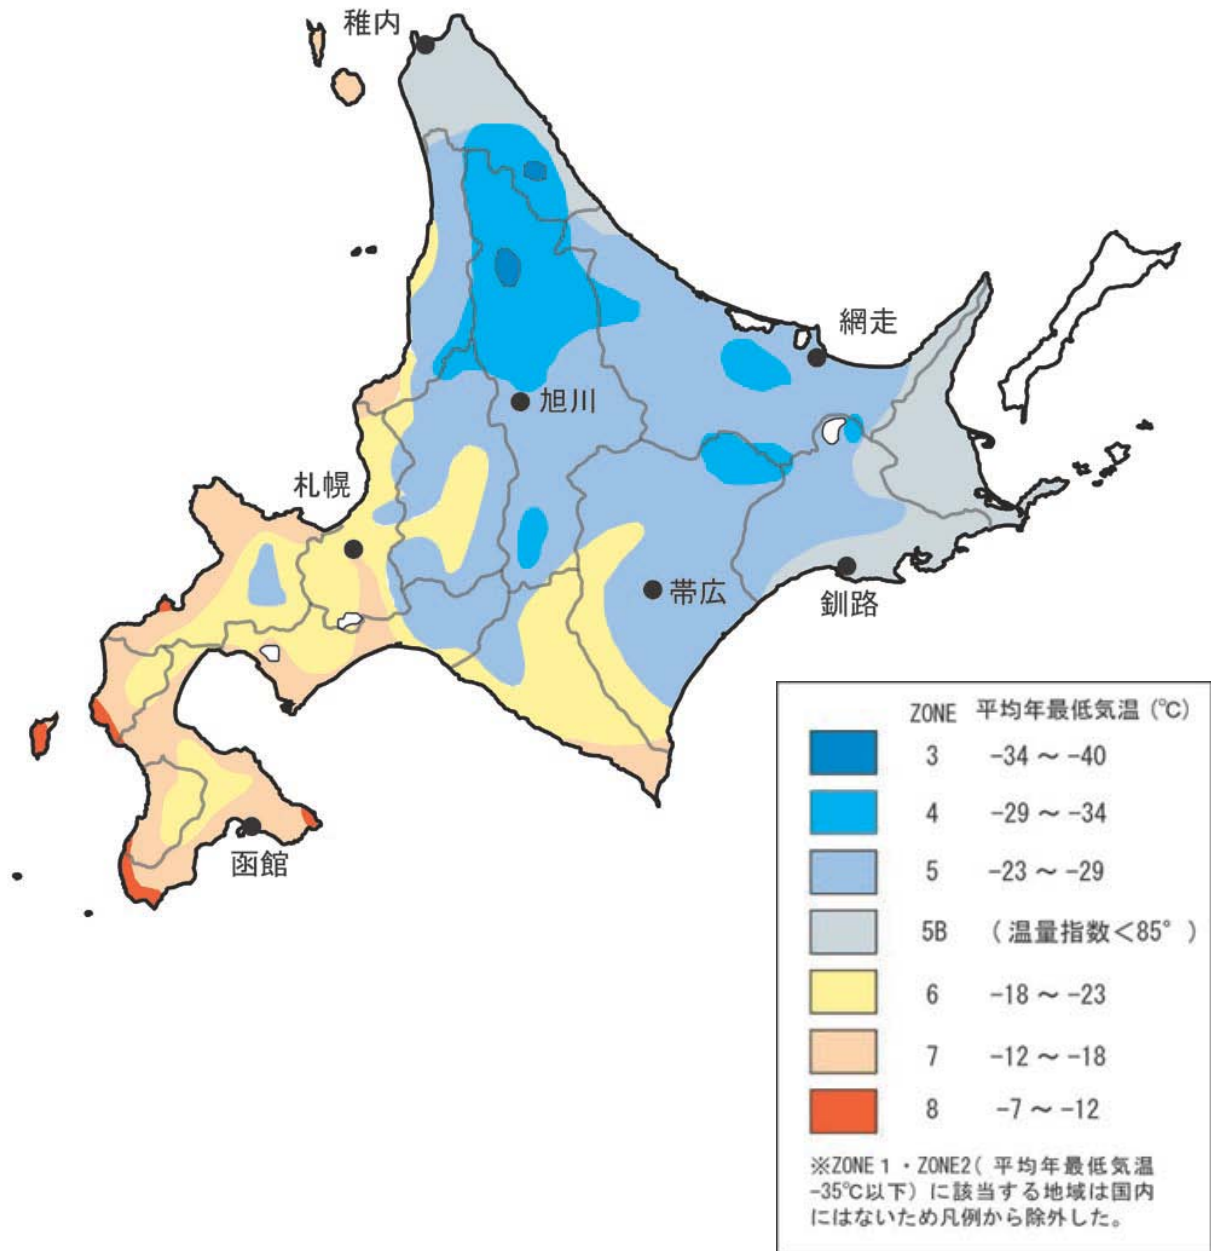 稚内
網走
旭川
札幌
帯広
釧路
函館
ZONE 平均年最低気温 (℃)
3 -34 ～ -40
4 -29 ～ -34
5 -23 ～ -29
5B （ 温量指数＜85° ）
6 -18 ～ -23
7 -12 ～ -18
8 -7 ～ -12
※ZONE 1 ・ZONE2( 平均年最低気温
-35℃以下) に該当する地域は国内
にはないため凡例から除外した。